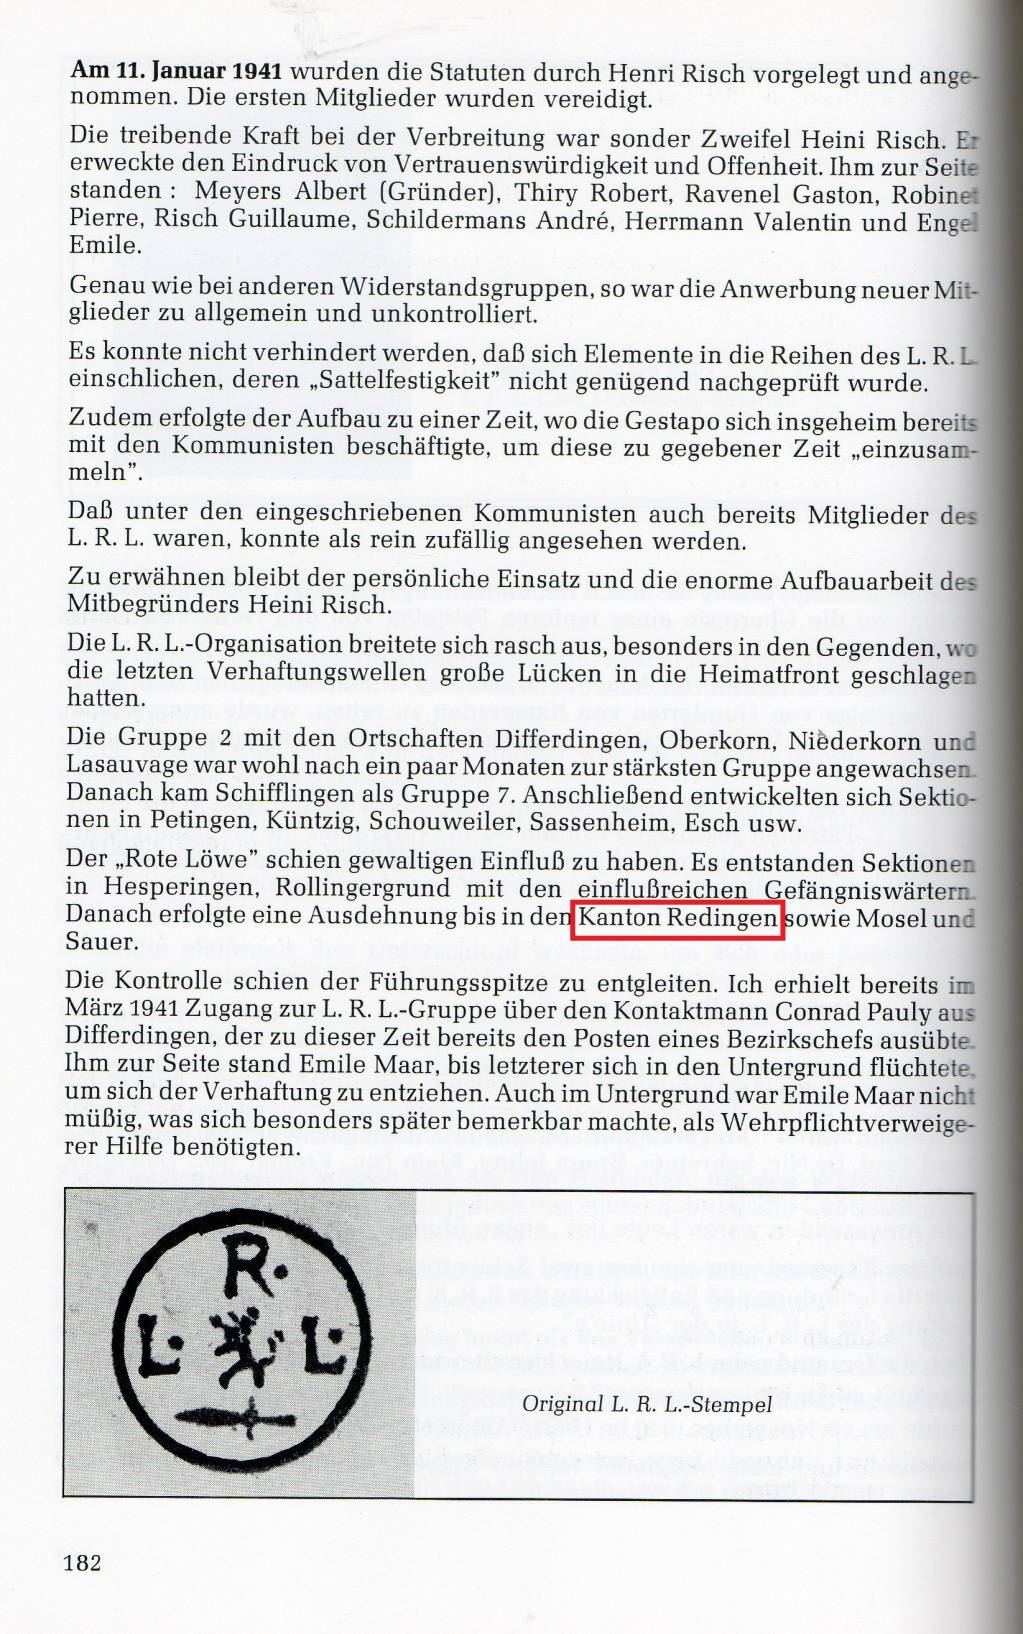 Am 11. Januar 1941 wurden die Statuten durch Henri Risch vorgelegt und ange-
nommen. Die ersten Mitglieder wurden vereidigt.
Die treibende Kraft bei der Verbreitung war sonder Zweifel Heini Risch. Er
erweckte den Eindruck von Vertrauenswürdigkeit und Offenheit. Ihm zur Seite
standen : Meyers Albert (Gründer), Thiry Robert, Ravenel Gaston, Robinet
Pierre, Risch Guillaume, Schildermans André, Herrmann Valentin und Engel
Emile.
Genau wie bei anderen Widerstandsgruppen, so war die Anwerbung neuer Mit-
glieder zu allgemein und unkontrolliert.
Es konnte nicht verhindert werden, daß sich Elemente in die Reihen des L. R. L.
einschlichen, deren „Sattelfestigkeit” nicht genügend nachgeprüft wurde.
Zudem erfolgte der Aufbau zu einer Zeit, wo die Gestapo sich insgeheim bereits
mit den Kommunisten beschäftigte, um diese zu gegebener Zeit „einzusam-
meln”.
Daß unter den eingeschriebenen Kommunisten auch bereits Mitglieder des
L. R. L. waren, konnte als rein zufällig angesehen werden.
Zu erwähnen bleibt der persönliche Einsatz und die enorme Aufbauarbeit des
Mitbegründers Heini Risch.
Die L. R. L.-Organisation breitete sich rasch aus, besonders in den Gegenden, wo
die letzten Verhaftungswellen große Lücken in die Heimatfront geschlagen
hatten.
Die Gruppe 2 mit den Ortschaften Differdingen, Oberkorn, Niederkorn und
Lasauvage war wohl nach ein paar Monaten zur stärksten Gruppe angewachsen.
Danach kam Schifflingen als Gruppe 7. Anschließend entwickelten sich Sektio-
nen in Petingen, Küntzig, Schouweiler, Sassenheim, Esch usw.
Der „Rote Löwe” schien gewaltigen Einfluß zu haben. Es entstanden Sektionen
in Hesperingen, Rollingergrund mit den einflußreichen Gefängniswärtern.
Danach erfolgte eine Ausdehnung bis in den Kanton Redingen sowie Mosel und
Sauer.
Die Kontrolle schien der Führungsspitze zu entgleiten. Ich erhielt bereits im
März 1941 Zugang zur L. R. L.-Gruppe über den Kontaktmann Conrad Pauly aus
Differdingen, der zu dieser Zeit bereits den Posten eines Bezirkschefs ausübte.
Ihm zur Seite stand Emile Maar, bis letzterer sich in den Untergrund flüchtete,
um sich der Verhaftung zu entziehen. Auch im Untergrund war Emile Maar nicht
müßig, was sich besonders später bemerkbar machte, als Wehrpflichtverweige-
rer Hilfe benötigten.
R.
L. L.
Original L. R. L.-Stempel
182